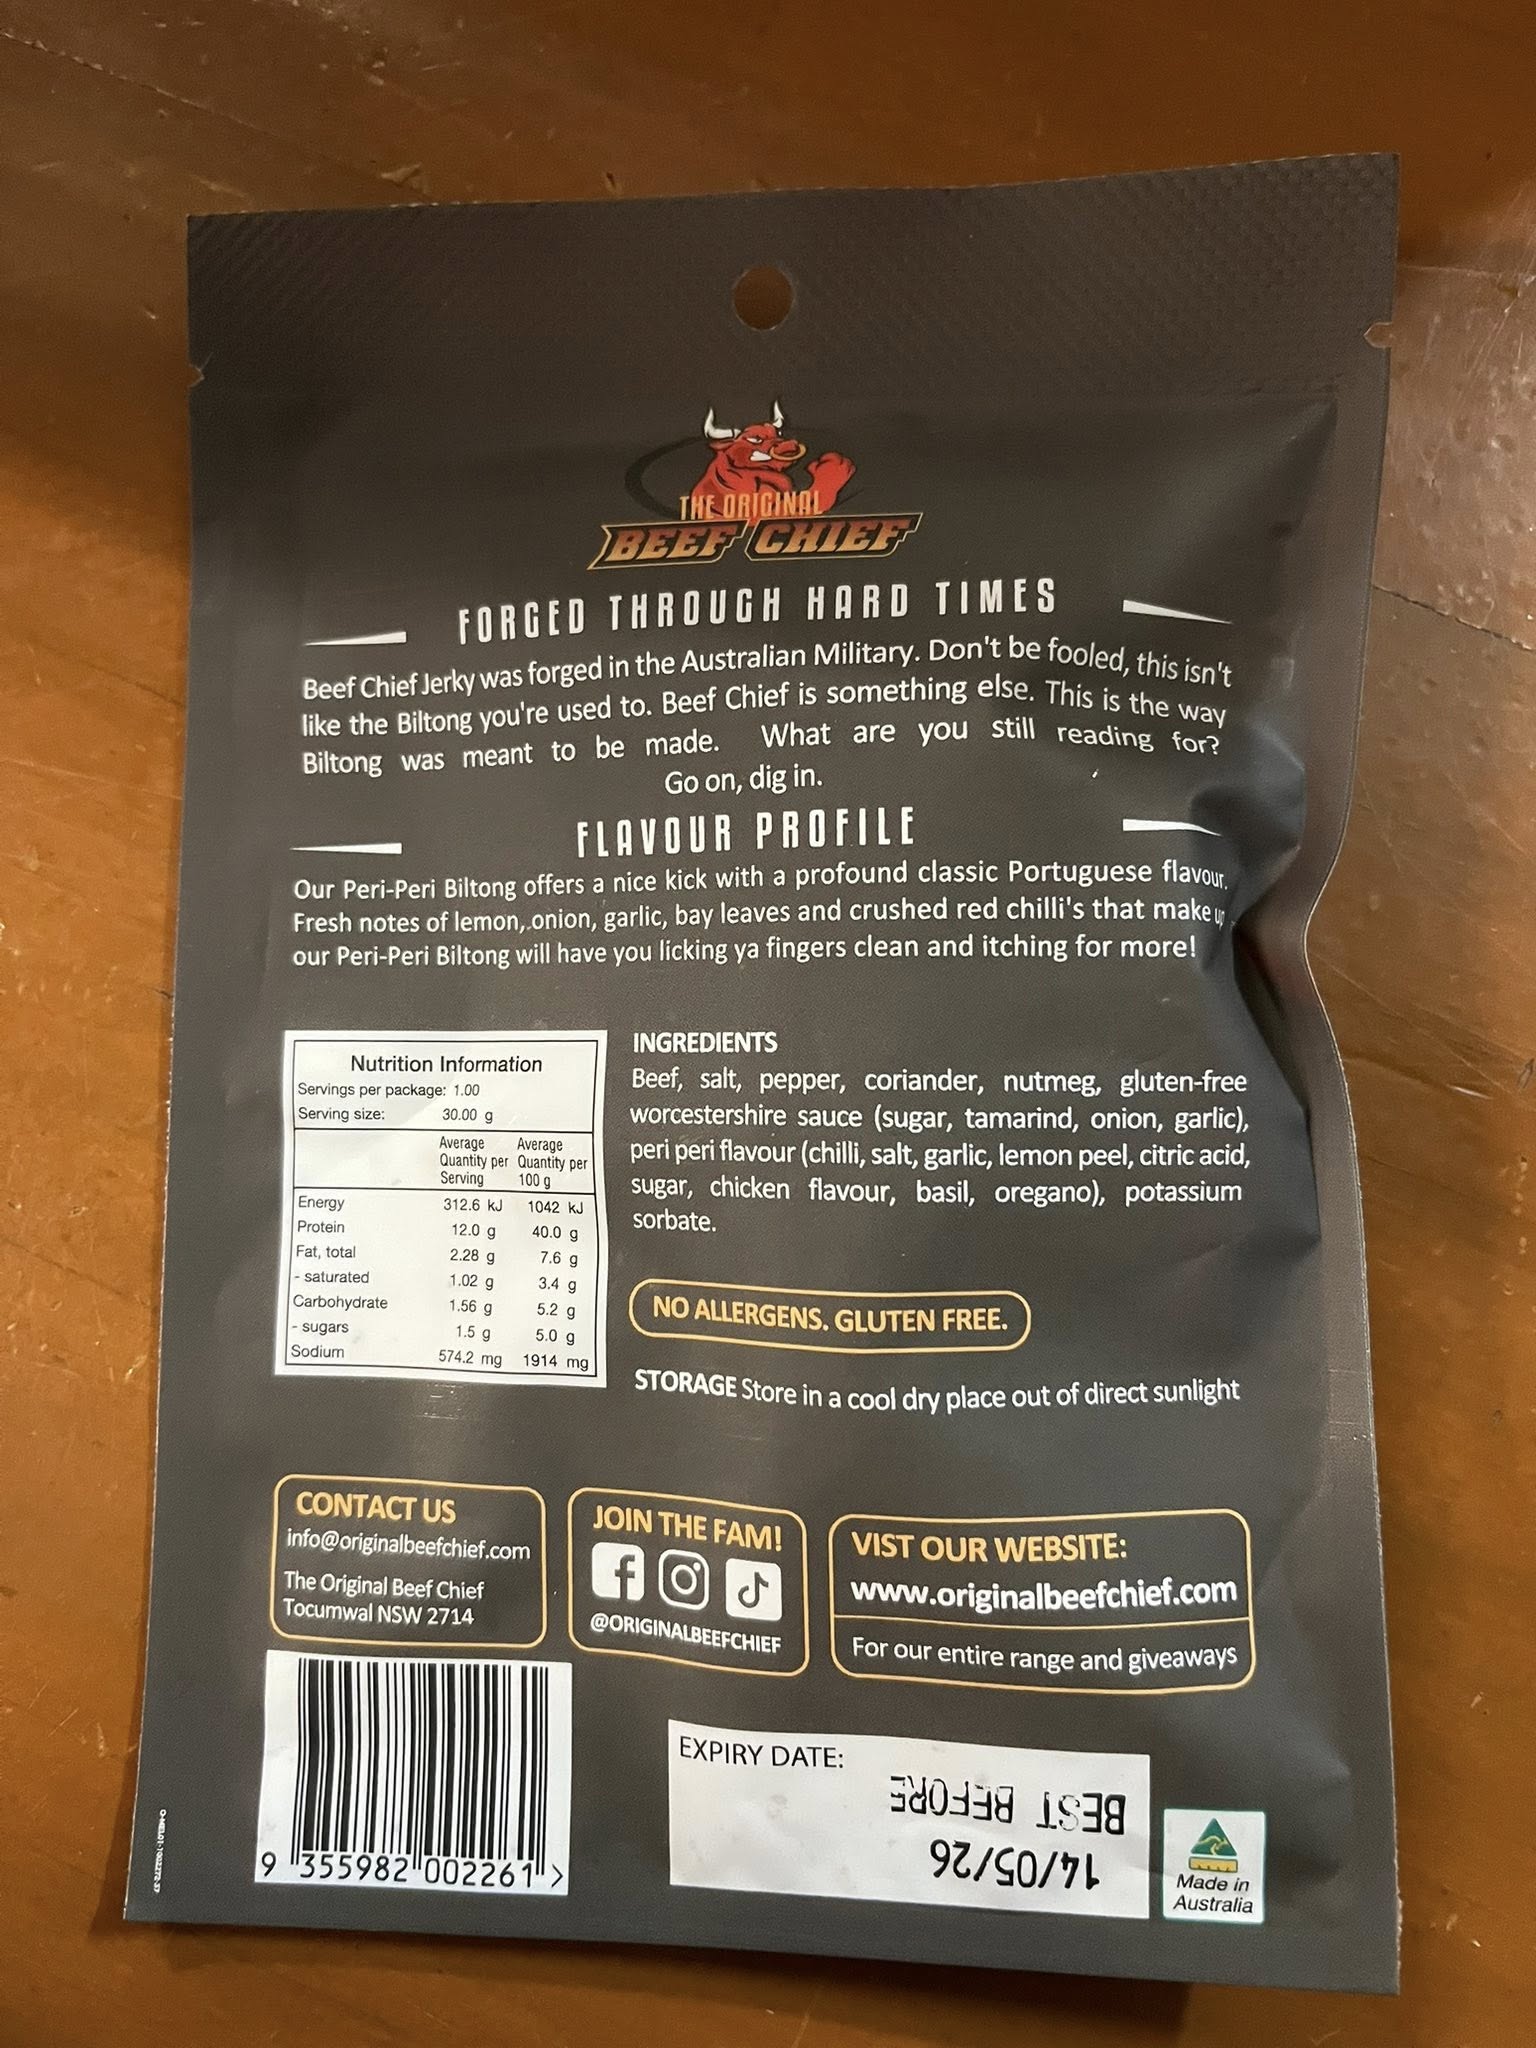 THE ORIGINAL
BEEF CHIEF
FORGED THROUGH HARD TIMES
Beef Chief Jerky was forged in the Australian Military. Don't be fooled, this isn't
like the Biltong you're used to. Beef Chief is something else. This is the way
Biltong was meant to be made. What are you still reading for?
Go on, dig in.
FLAVOUR PROFILE
Our Peri-Peri Biltong offers a nice kick with a profound classic Portuguese flavour.
Fresh notes of lemon, onion, garlic, bay leaves and crushed red chilli's that make up
our Peri-Peri Biltong will have you licking ya fingers clean and itching for more!
Nutrition Information
Servings per package: 1.00
Serving size: 30.00 g
Average Average
Quantity per Quantity per
Serving 100 g
Energy 312.6 kJ 1042 kJ
Protein 12.0 g 40.0 g
Fat, total 2.28 g 7.6 g
- saturated 1.02 g 3.4 g
Carbohydrate 1.56 g 5.2 g
- sugars 1.5 g 5.0 g
Sodium 574.2 mg 1914 mg
INGREDIENTS
Beef, salt, pepper, coriander, nutmeg, gluten-free
worcestershire sauce (sugar, tamarind, onion, garlic),
peri peri flavour (chilli, salt, garlic, lemon peel, citric acid,
sugar, chicken flavour, basil, oregano), potassium
sorbate.
NO ALLERGENS. GLUTEN FREE.
STORAGE Store in a cool dry place out of direct sunlight
CONTACT US
info@originalbeefchief.com
The Original Beef Chief
Tocumwal NSW 2714
JOIN THE FAM!
@ORIGINALBEEFCHIEF
VIST OUR WEBSITE:
www.originalbeefchief.com
For our entire range and giveaways
9 355982 002261 >
EXPIRY DATE:
BEST BEFORE
14/05/26
Made in
Australia